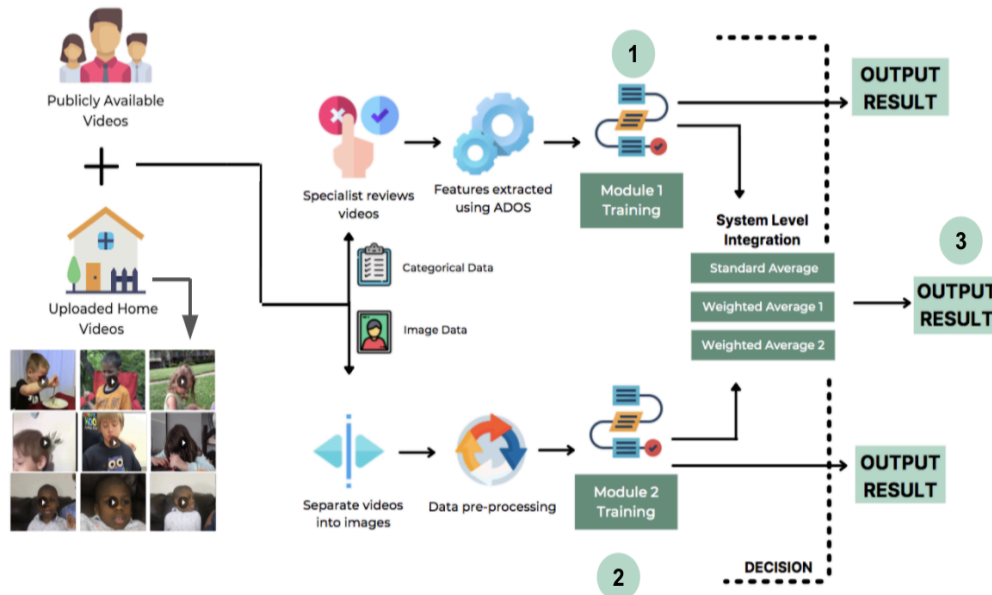 Publicly Available
Videos
Uploaded Home
Videos
Specialist reviews
videos
Features extracted
using ADOS
1
Module 1
Training
OUTPUT
RESULT
Categorical Data
Image Data
System Level
Integration
Standard Average
Weighted Average 1
Weighted Average 2
3
OUTPUT
RESULT
Separate videos
into images
Data pre-processing
Module 2
Training
2
OUTPUT
RESULT
DECISION